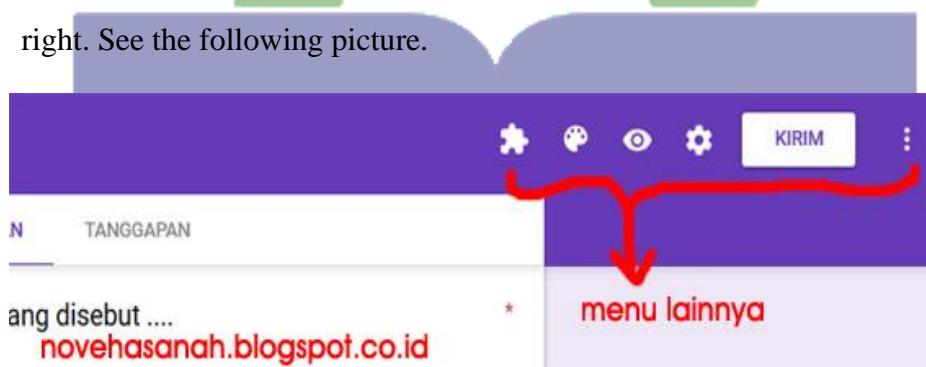 right. See the following picture.
KIRIM
N TANGGAPAN
ang disebut .... *
menu lainnya
novehasanah.blogspot.co.id